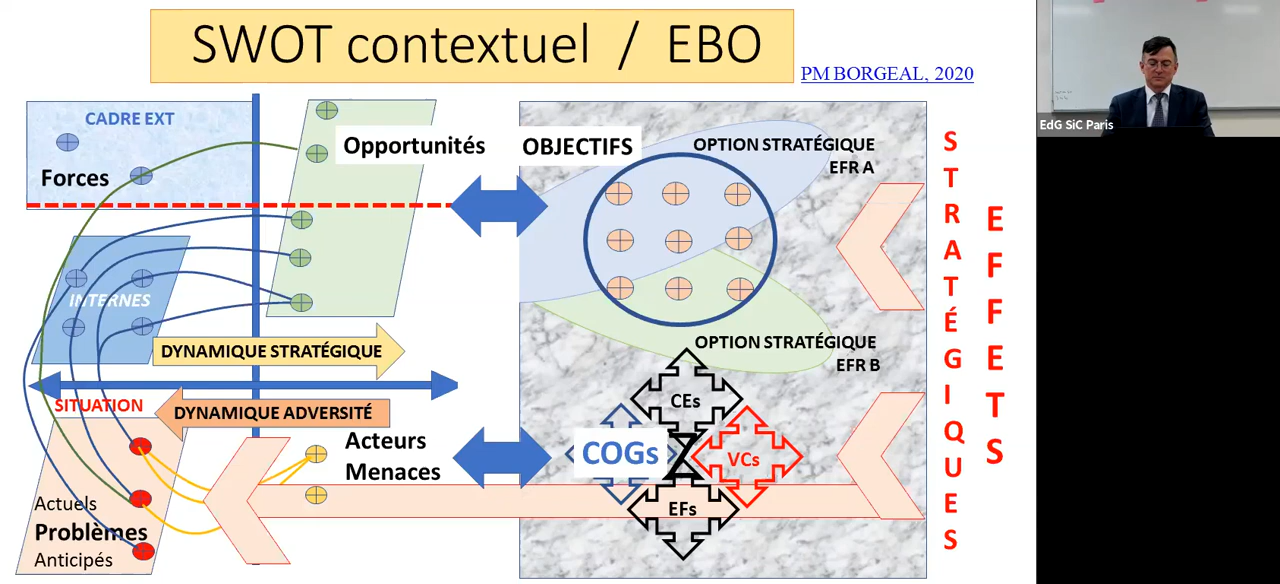 SWOT contextuel / EBO
PM BORGEAL, 2020
EdG SiC Paris
CADRE EXT
Forces
Opportunités
OBJECTIFS
OPTION STRATÉGIQUE
EFR A
INTERNES
DYNAMIQUE STRATÉGIQUE
OPTION STRATÉGIQUE
EFR B
SITUATION
DYNAMIQUE ADVERSITÉ
Acteurs
Menaces
CEs
COGs
VCs
EFs
Actuels
Problèmes
Anticipés
STRATÉGIQUES
EFFETS